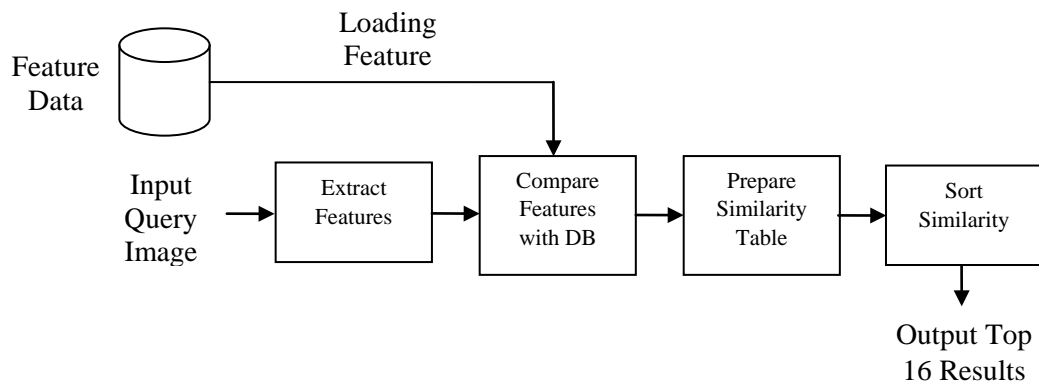 Loading
Feature
Feature
Data
Input
Query
Image
Extract
Features
Compare
Features
with DB
Prepare
Similarity
Table
Sort
Similarity
Output Top
16 Results